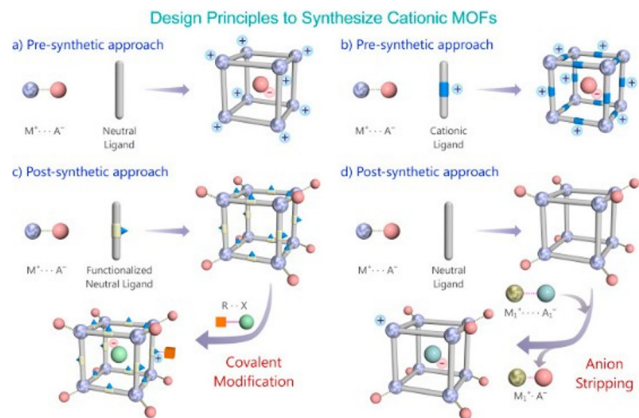 Design Principles to Synthesize Cationic MOFs
a) Pre-synthetic approach
M⁺··· A⁻
Neutral
Ligand
+
+
+
+
+
+
−
b) Pre-synthetic approach
M⁺··· A⁻
+
Cationic
Ligand
+
+
+
+
+
+
−
c) Post-synthetic approach
M⁺··· A⁻
Functionalized
Neutral Ligand
R ·· X
Covalent
Modification
−
+
d) Post-synthetic approach
M⁺··· A⁻
Neutral
Ligand
M₁⁺···· A₁⁻
Anion
Stripping
M₁⁺· A⁻
+
−